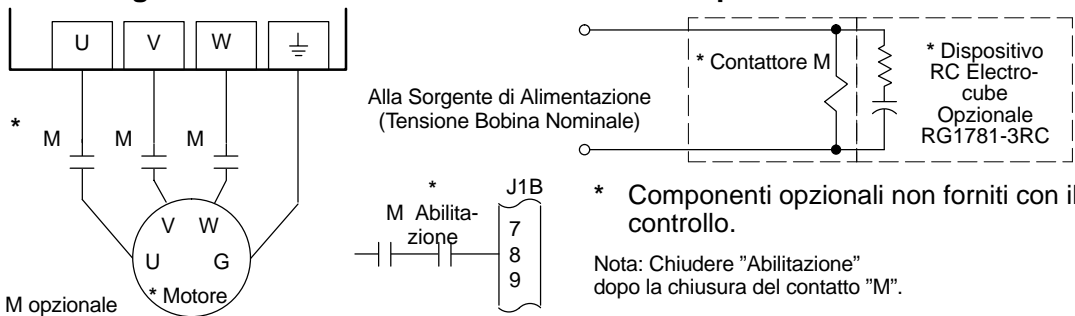 U V W
*
M M M
V W
U G
* Motore
M opzionale
Alla Sorgente di Alimentazione
(Tensione Bobina Nominale)
* Contattore M
* Dispositivo
RC Electro-
cube
Opzionale
RG1781-3RC
*
M Abilita-
zione
J1B
7
8
9
* Componenti opzionali non forniti con il
controllo.
Nota: Chiudere ”Abilitazione”
dopo la chiusura del contatto ”M”.